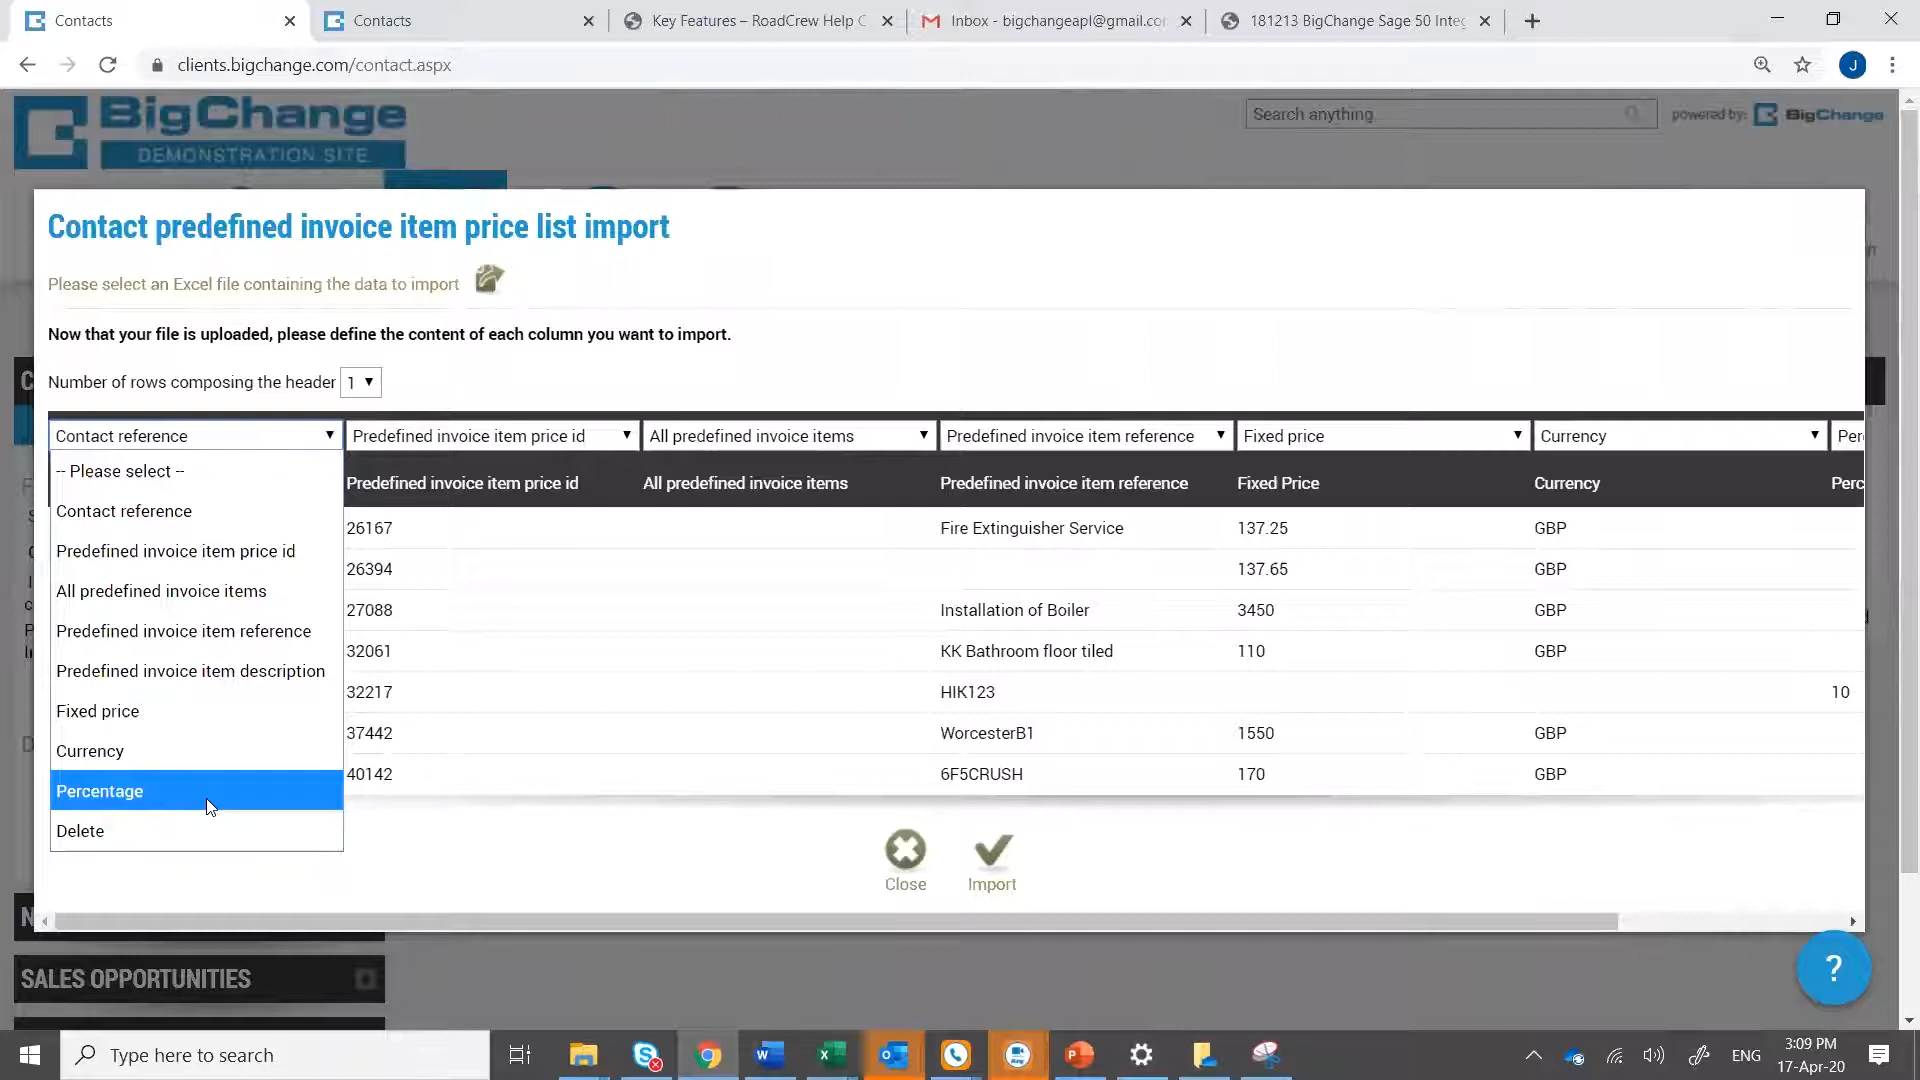 Contacts
Contacts
Key Features – RoadCrew Help C
Inbox - bigchangeapl@gmail.co
181213 BigChange Sage 50 Integ
clients.bigchange.com/contact.aspx
J
BigChange
DEMONSTRATION SITE
Search anything
powered by: BigChange
Contact predefined invoice item price list import
Please select an Excel file containing the data to import
Now that your file is uploaded, please define the content of each column you want to import.
Number of rows composing the header 1
Contact reference Predefined invoice item price id All predefined invoice items Predefined invoice item reference Fixed price Currency Per
-- Please select --
Contact reference
Predefined invoice item price id
All predefined invoice items
Predefined invoice item reference
Predefined invoice item description
Fixed price
Currency
Percentage
Delete
Predefined invoice item price id All predefined invoice items Predefined invoice item reference Fixed Price Currency Perc
26167 Fire Extinguisher Service 137.25 GBP
26394 137.65 GBP
27088 Installation of Boiler 3450 GBP
32061 KK Bathroom floor tiled 110 GBP
32217 HIK123 10
37442 WorcesterB1 1550 GBP
40142 6F5CRUSH 170 GBP
Close Import
SALES OPPORTUNITIES
?
Type here to search
ENG
3:09 PM
17-Apr-20